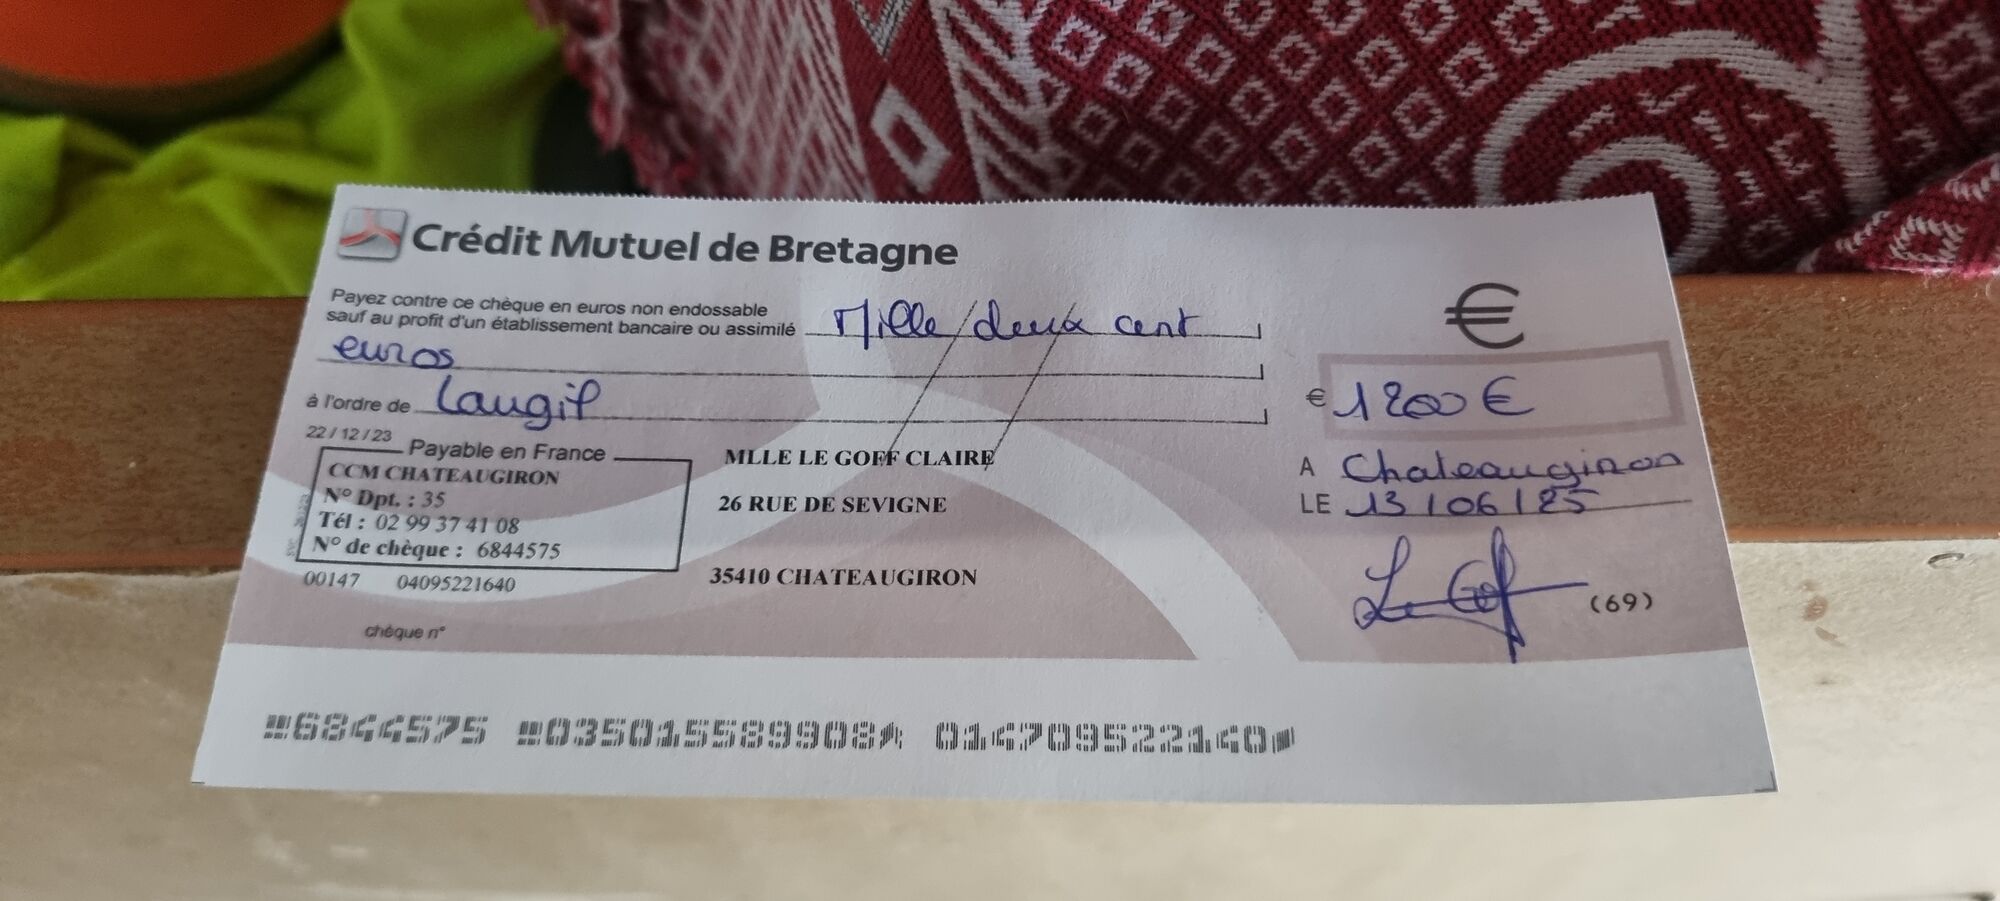 Crédit Mutuel de Bretagne
Payez contre ce chèque en euros non endossable
sauf au profit d'un établissement bancaire ou assimilé Mille deux cent
euros
€
à l'ordre de Laugil
€ 1200 €
22/12/23
Payable en France
CCM CHATEAUGIRON
N° Dpt. : 35
Tél : 02 99 37 41 08
N° de chèque : 6844575
00147 04095221640
MLLE LE GOFF CLAIRE
26 RUE DE SEVIGNE
35410 CHATEAUGIRON
A Chateaugiron
LE 13/06/25
Le Goff
(69)
chèque n°
6844575 035015589908 014709522140